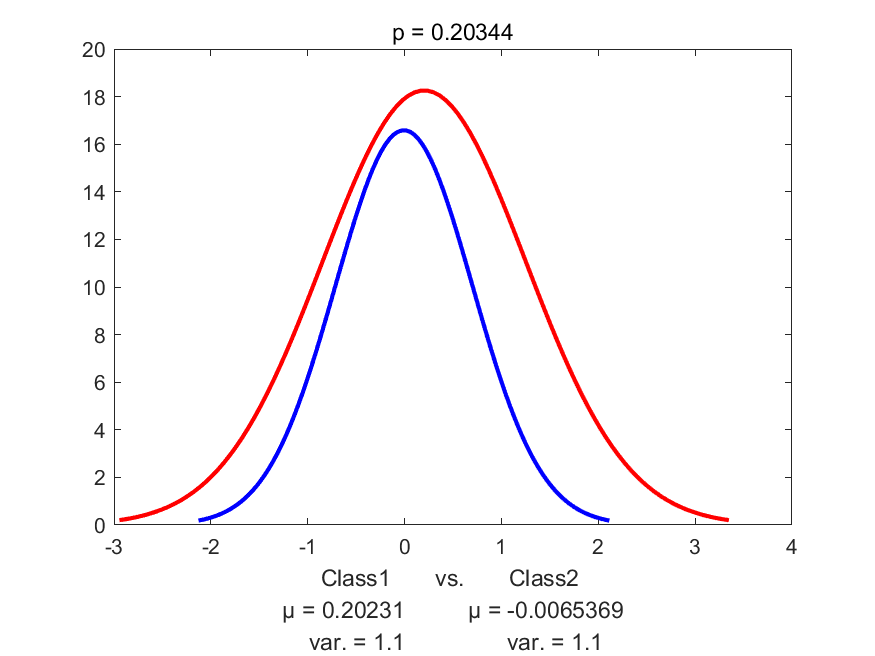 p = 0.20344
20
18
16
14
12
10
8
6
4
2
0
-3 -2 -1 0 1 2 3 4
Class1 vs. Class2
μ = 0.20231 μ = -0.0065369
var. = 1.1 var. = 1.1